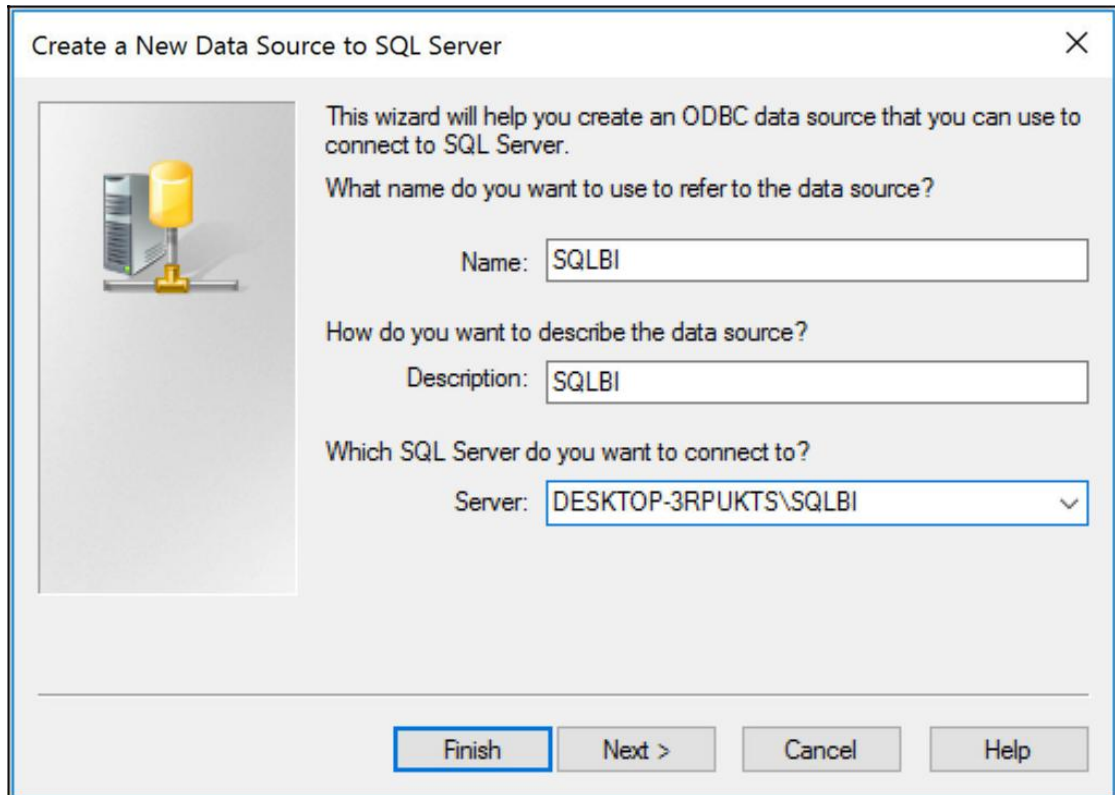 Create a New Data Source to SQL Server
This wizard will help you create an ODBC data source that you can use to
connect to SQL Server.
What name do you want to use to refer to the data source?
Name: SQLBI
How do you want to describe the data source?
Description: SQLBI
Which SQL Server do you want to connect to?
Server: DESKTOP-3RPUKTS\SQLBI
Finish Next > Cancel Help